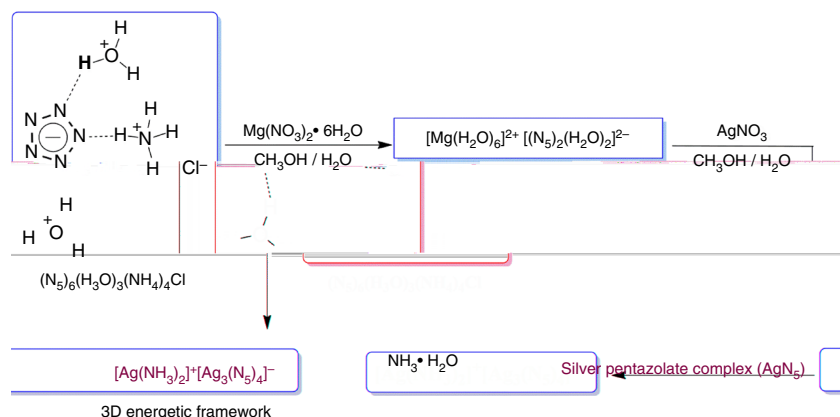 H
H
+
O
H
N
N
N
N
N
−
H
H
+
N
H
H
Cl−
H
+
H
O
H
(N5)6(H3O)3(NH4)4Cl
Mg(NO3)2• 6H2O
CH3OH / H2O
[Mg(H2O)6]2+ [(N5)2(H2O)2]2−
AgNO3
CH3OH / H2O
[Ag(NH3)2]+[Ag3(N5)4]−
NH3• H2O
Silver pentazolate complex (AgN5)
3D energetic framework